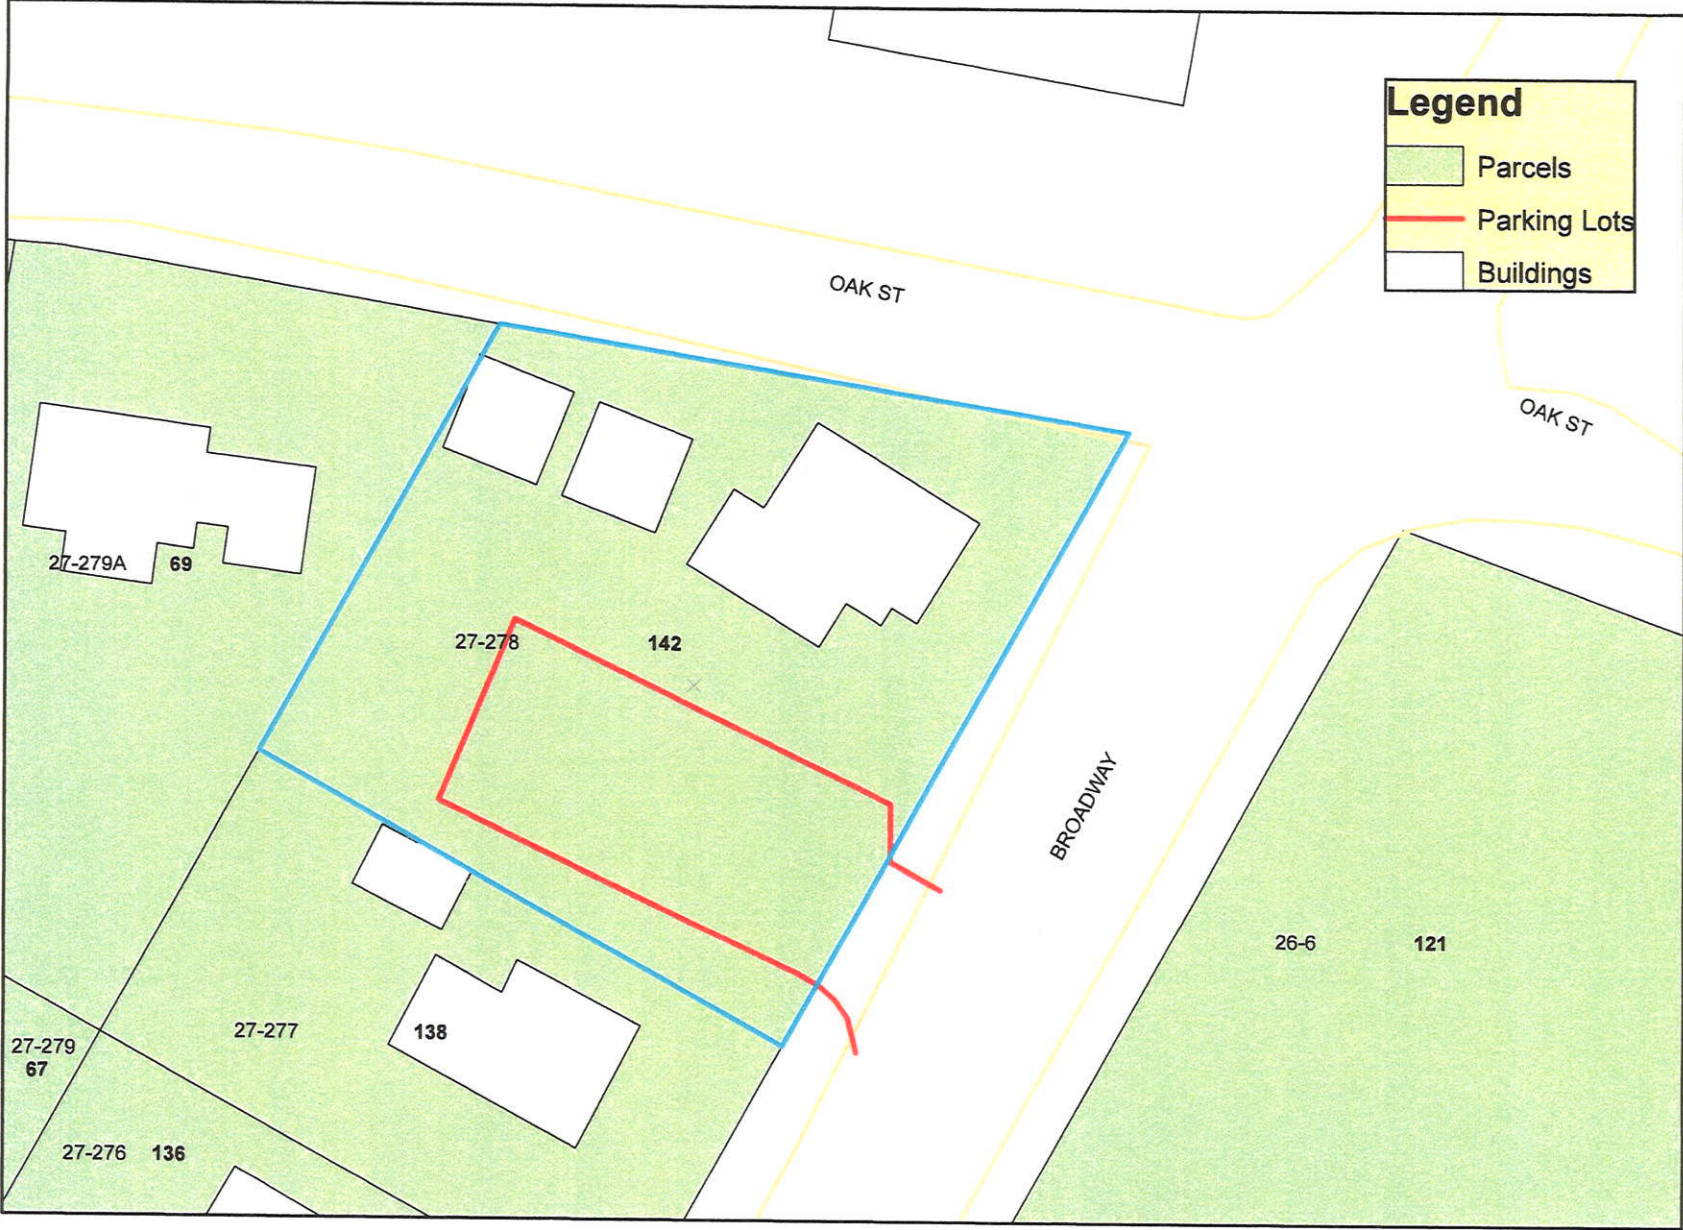 Legend
Parcels
Parking Lots
Buildings
OAK ST
OAK ST
27-279A 69
27-278 142
BROADWAY
26-6 121
27-277 138
27-279
67
27-276 136